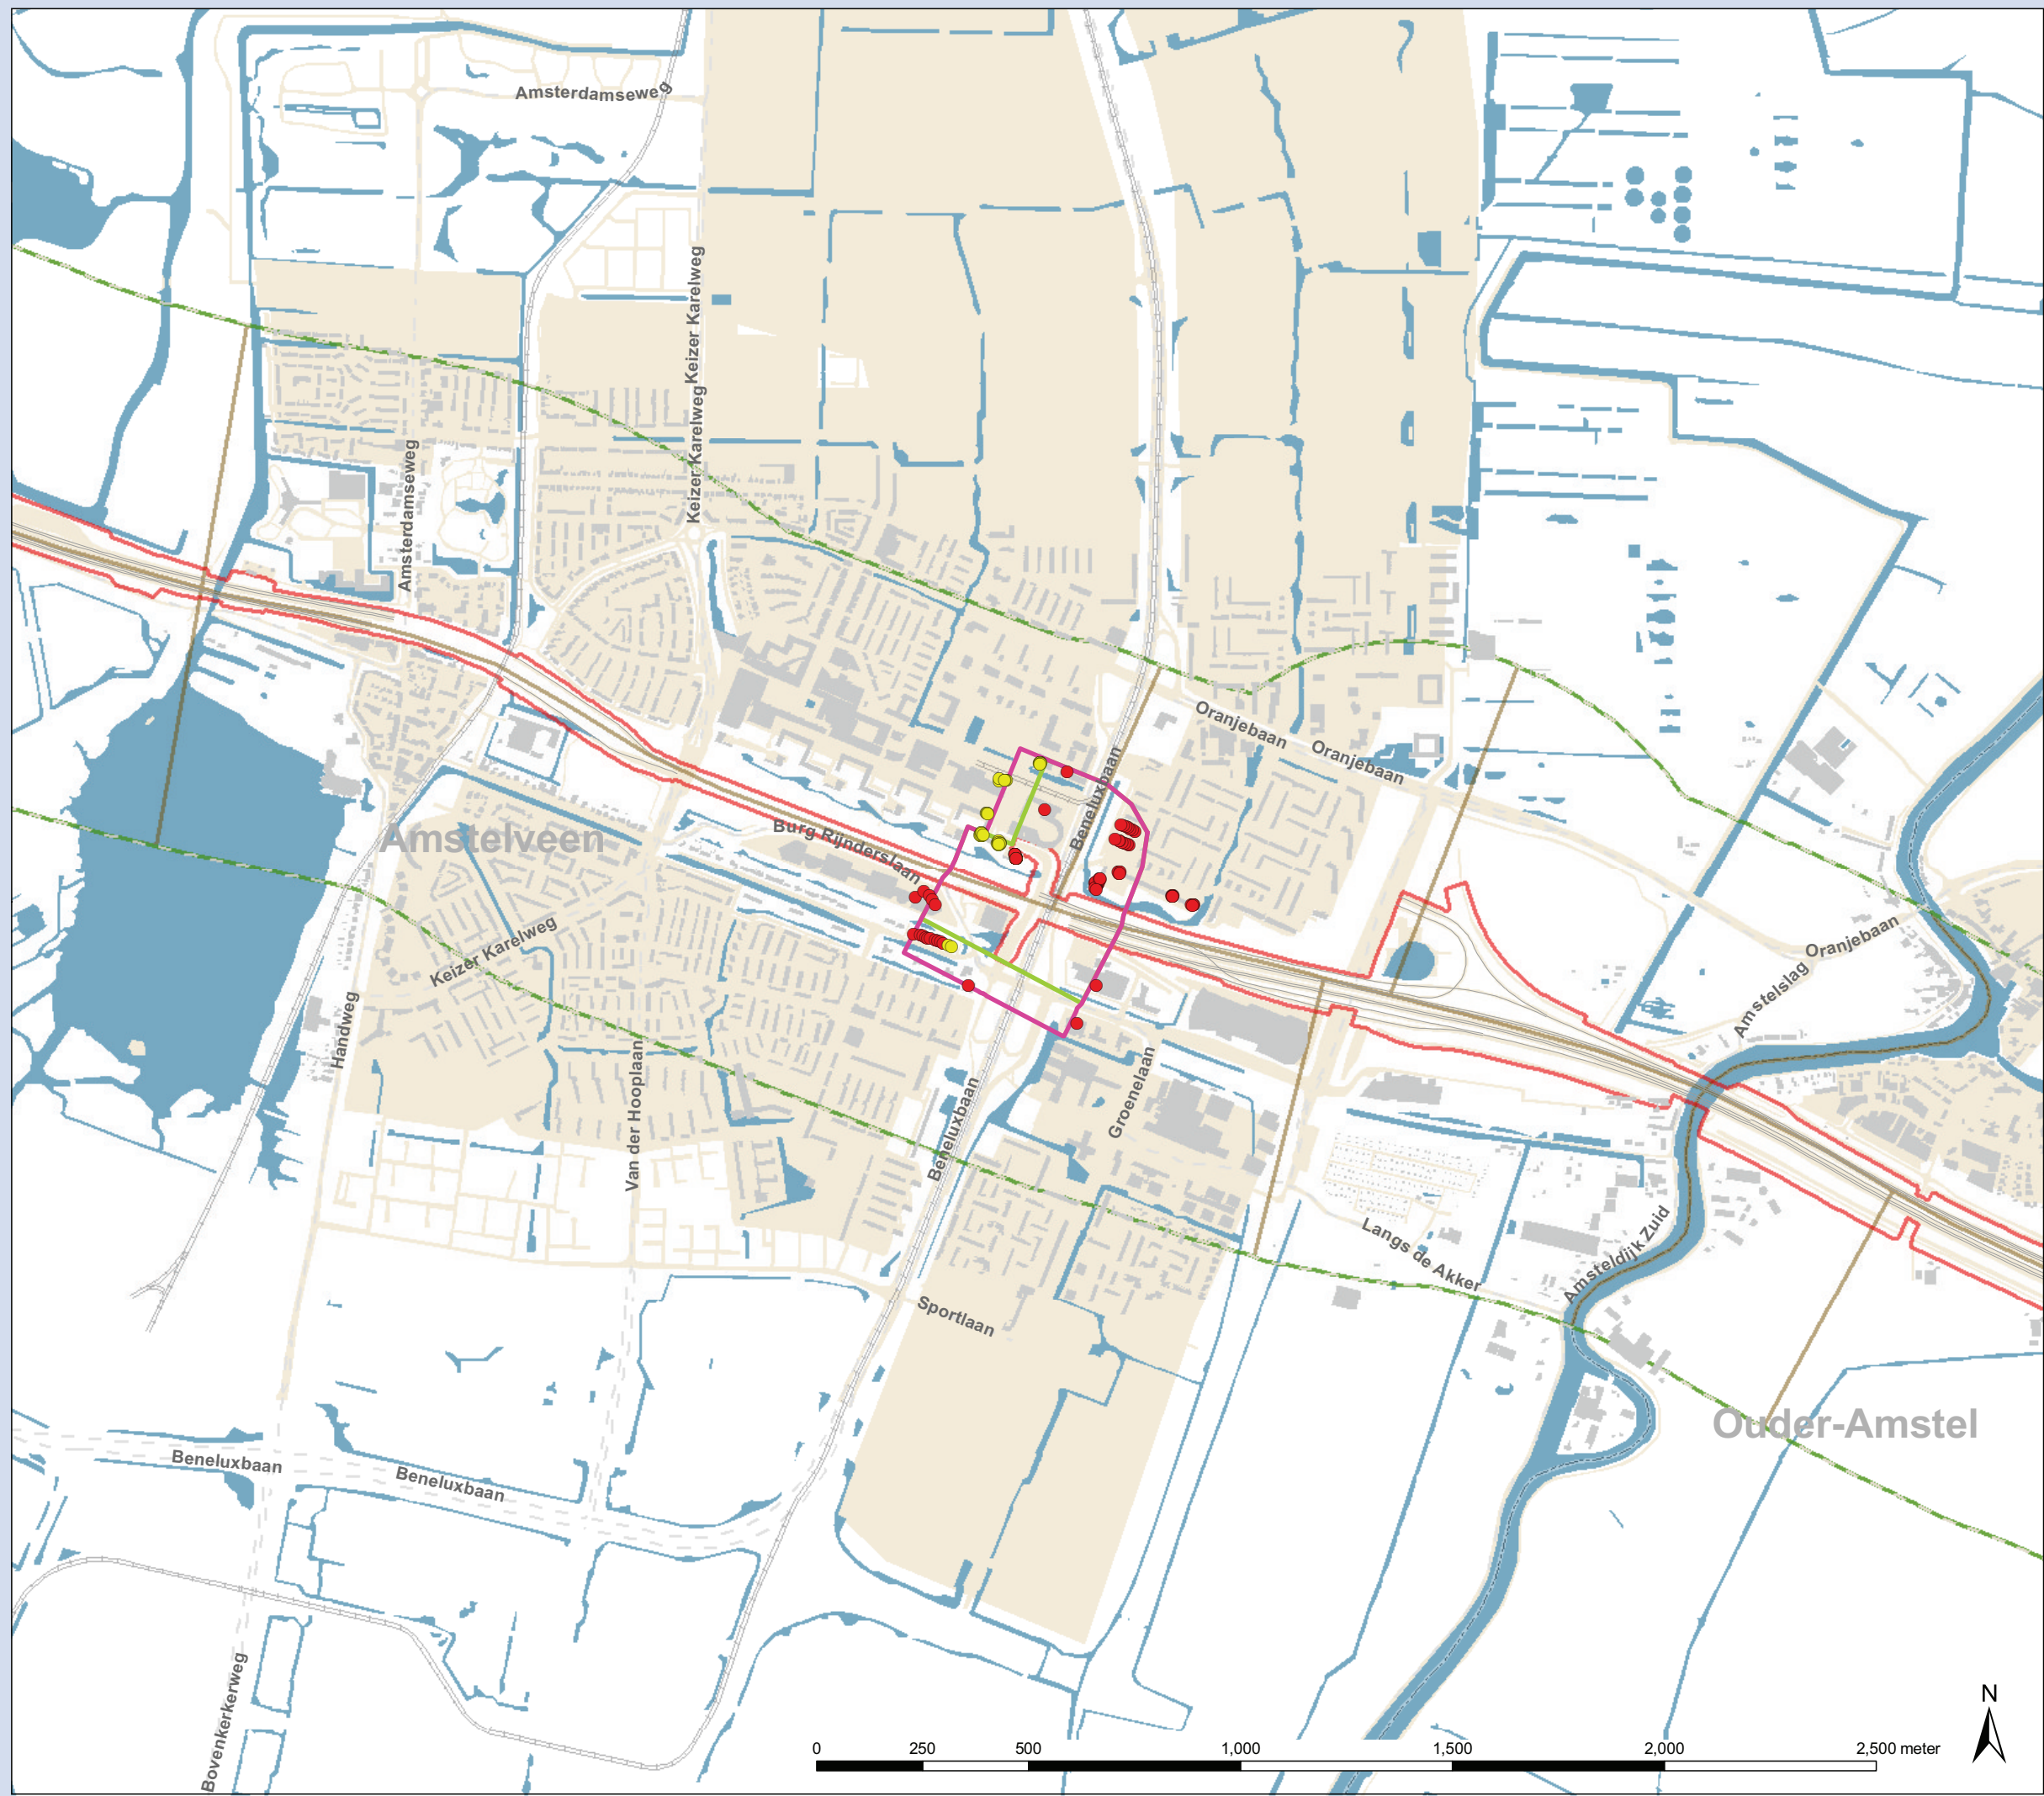 Amsterdamseweg
Keizer Karelweg
Keizer Karelweg
Amsterdamseweg
Oranjebaan
Oranjebaan
Beneluxbaan
Burg Rijnderslaan
Amstelveen
Keizer Karelweg
Oranjebaan
Amstelslag
Handweg
Van der Hooplaan
Groenelaan
Beneluxbaan
Langs de Akker
Amsteldijk Zuid
Sportlaan
Ouder-Amstel
Beneluxbaan
Beneluxbaan
Bovenkerkerweg
N
0 250 500 1,000 1,500 2,000 2,500 meter